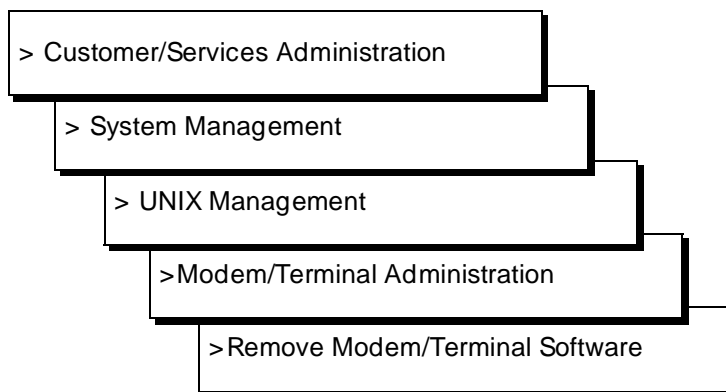 > Customer/Services Administration
> System Management
> UNIX Management
>Modem/Terminal Administration
>Remove Modem/Terminal Software